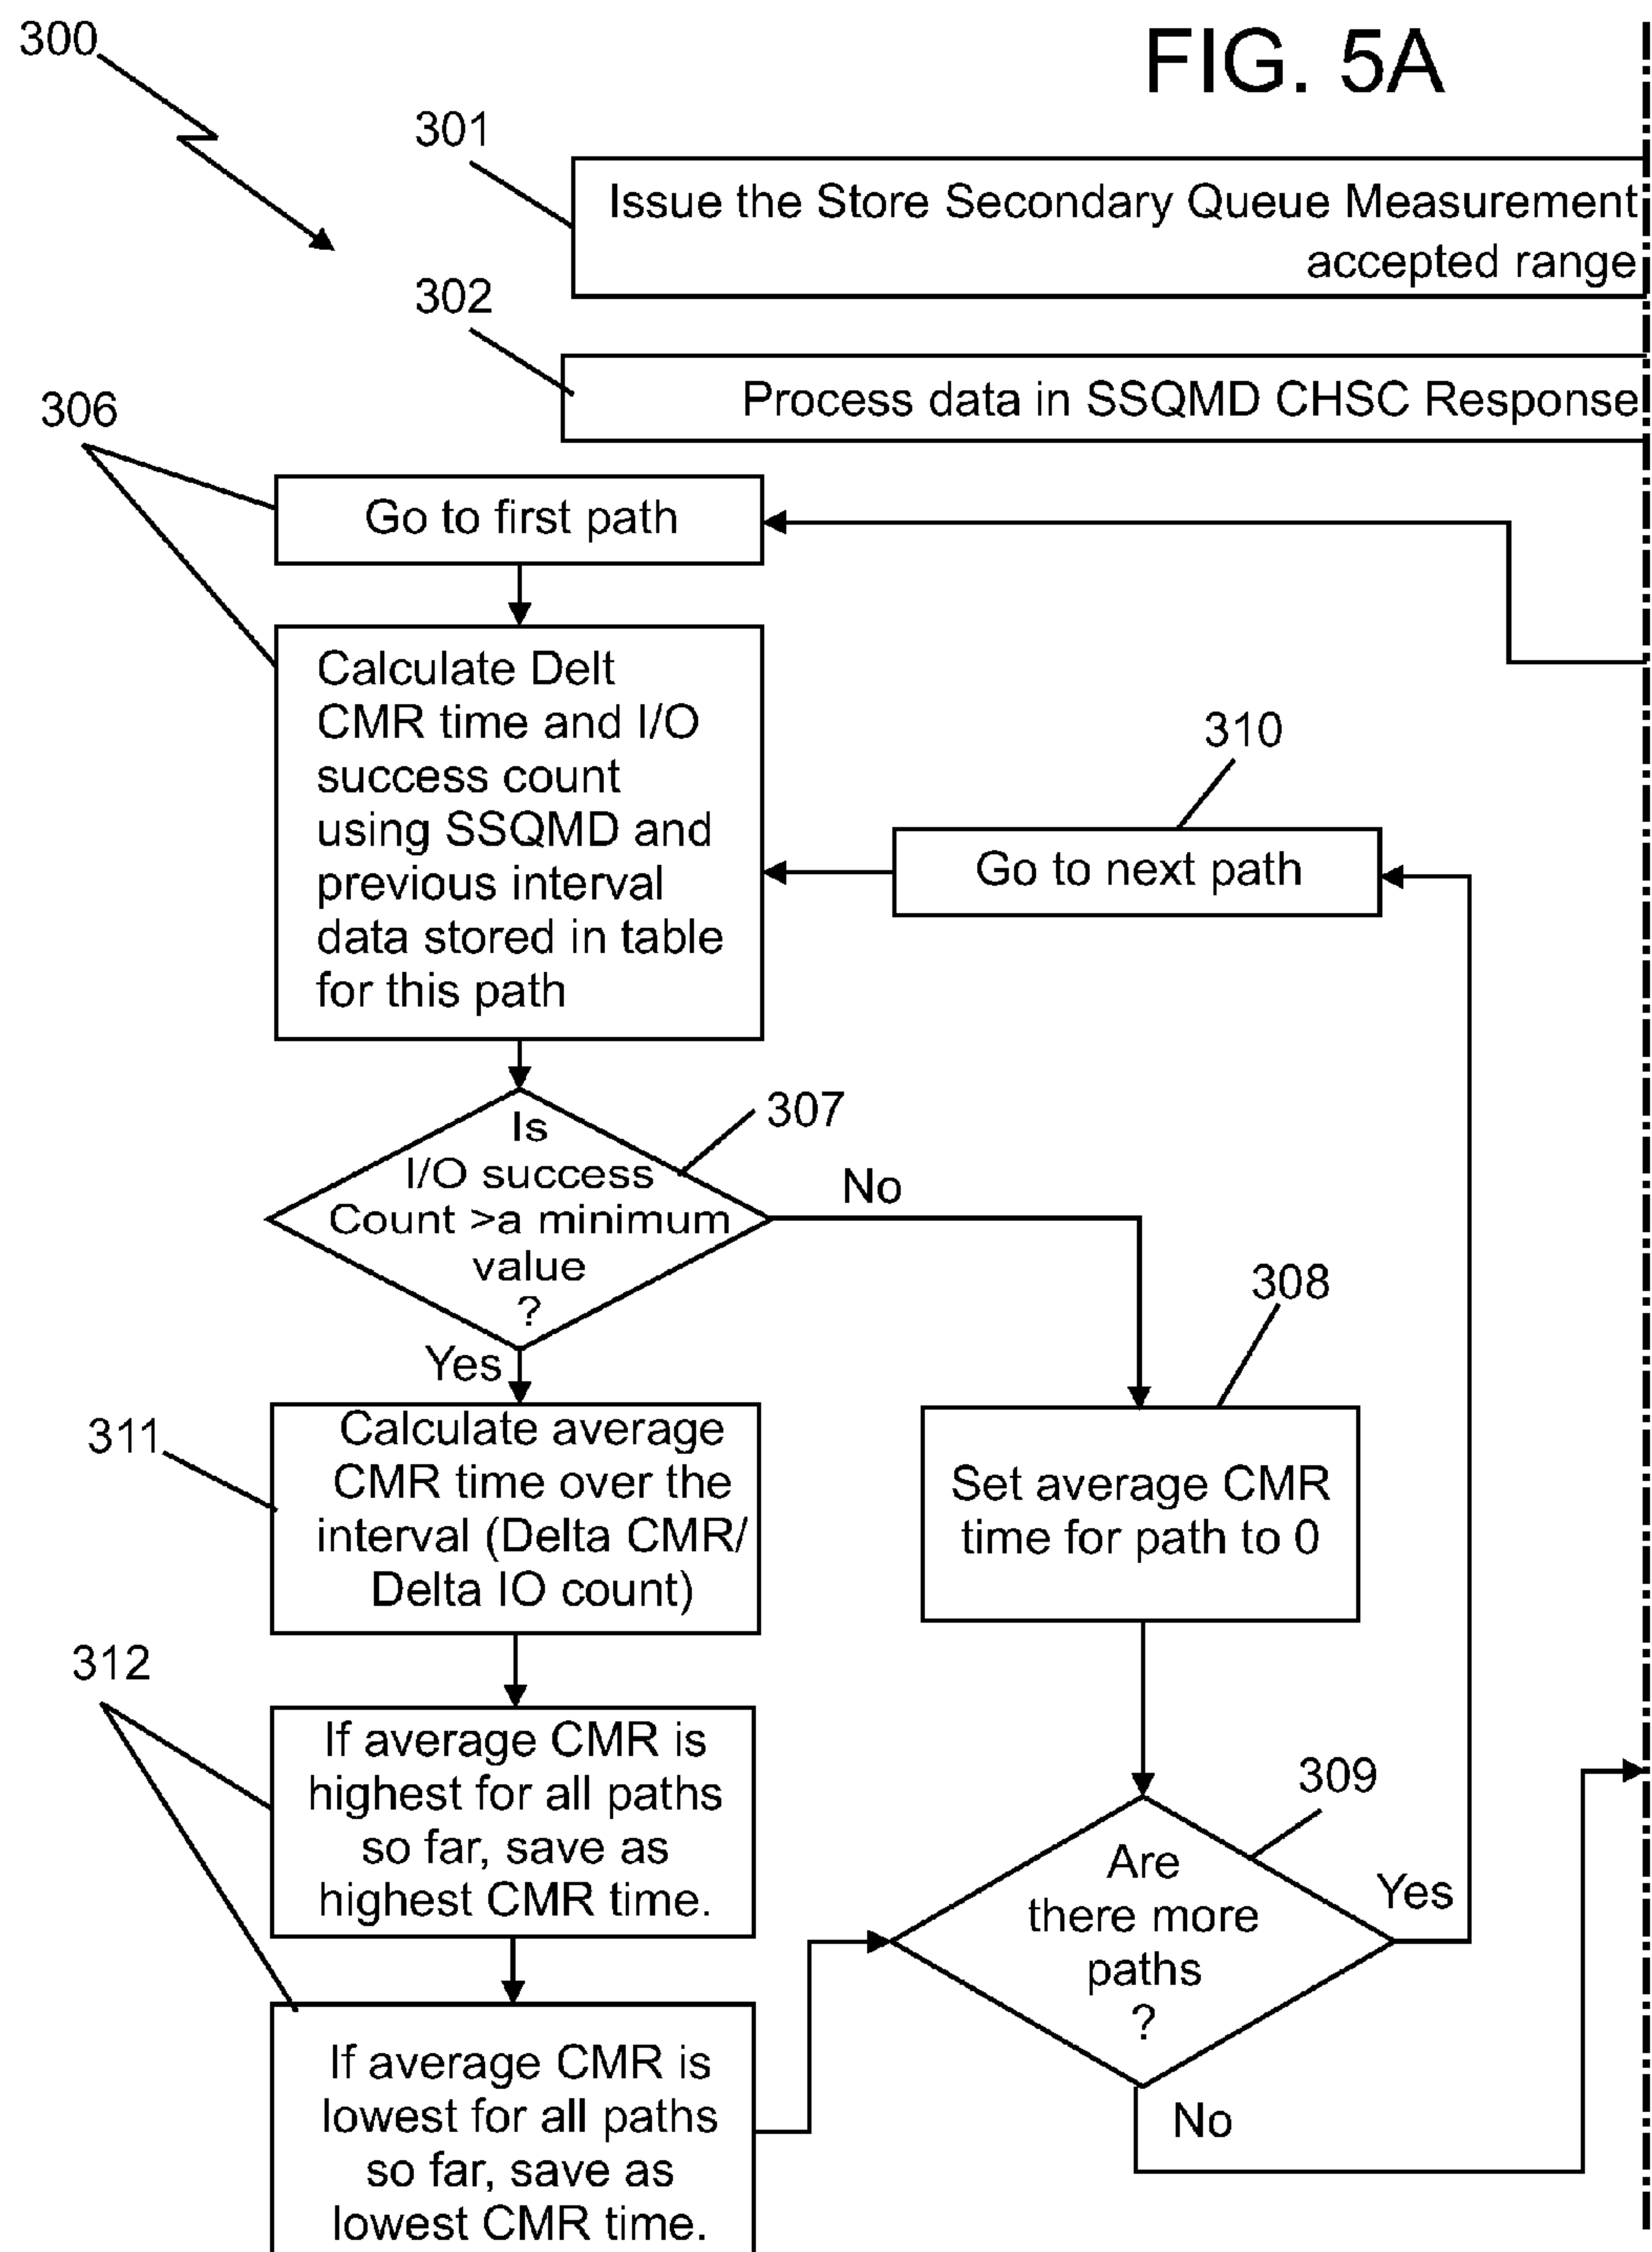 300
FIG. 5A
301
Issue the Store Secondary Queue Measurement
accepted range
302
Process data in SSQMD CHSC Response
306
Go to first path
Calculate Delt
CMR time and I/O
success count
using SSQMD and
previous interval
data stored in table
for this path
310
Go to next path
307
Is
I/O success
Count >a minimum
value
?
No
Yes
308
Set average CMR
time for path to 0
311
Calculate average
CMR time over the
interval (Delta CMR/
Delta IO count)
312
If average CMR is
highest for all paths
so far, save as
highest CMR time.
309
Are
there more
paths
?
Yes
No
If average CMR is
lowest for all paths
so far, save as
lowest CMR time.